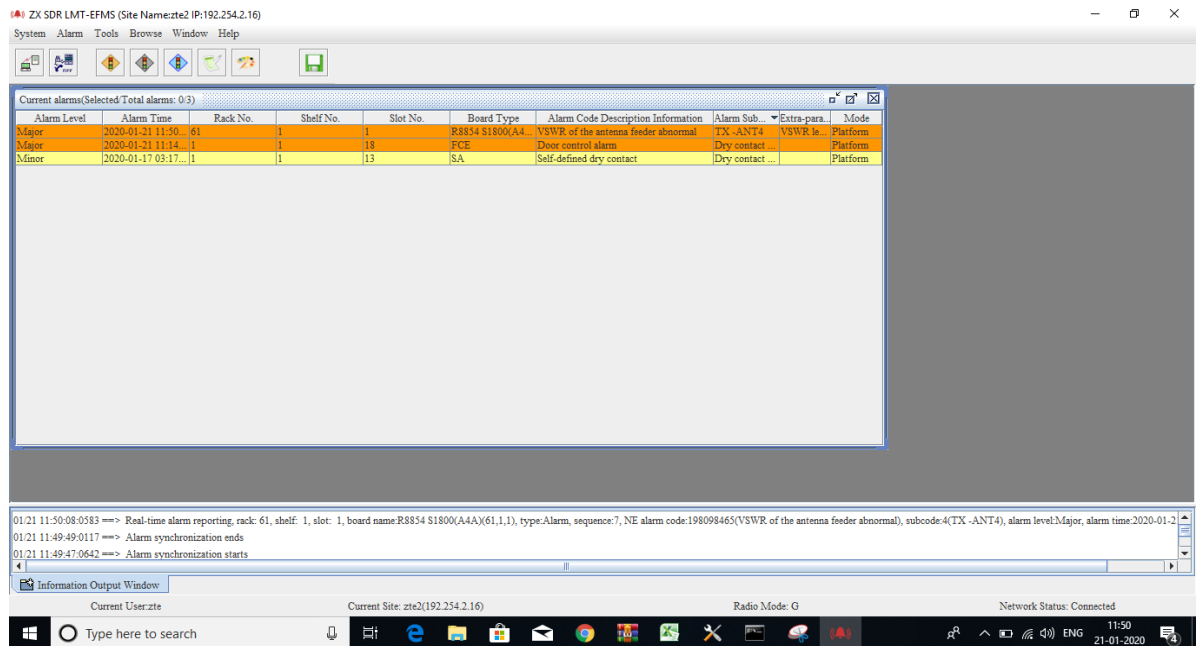 ZX SDR LMT-EFMS (Site Name:zte2 IP:192.254.2.16)
System Alarm Tools Browse Window Help
OFF
Current alarms(Selected/Total alarms: 0/3)
Alarm Level Alarm Time Rack No. Shelf No. Slot No. Board Type Alarm Code Description Information Alarm Sub... Extra-para... Mode
Major 2020-01-21 11:50... 61 1 1 R8854 S1800(A4... VSWR of the antenna feeder abnormal TX -ANT4 VSWR le... Platform
Major 2020-01-21 11:14... 1 1 18 FCE Door control alarm Dry contact ... Platform
Minor 2020-01-17 03:17... 1 1 13 SA Self-defined dry contact Dry contact ... Platform
01/21 11:50:08:0583 ==> Real-time alarm reporting, rack: 61, shelf: 1, slot: 1, board name:R8854 S1800(A4A)(61,1,1), type:Alarm, sequence:7, NE alarm code:198098465(VSWR of the antenna feeder abnormal), subcode:4(TX -ANT4), alarm level:Major, alarm time:2020-01-2
01/21 11:49:49:0117 ==> Alarm synchronization ends
01/21 11:49:47:0642 ==> Alarm synchronization starts
Information Output Window
Current User:zte Current Site: zte2(192.254.2.16) Radio Mode: G Network Status: Connected
Type here to search ENG 11:50
21-01-2020 4